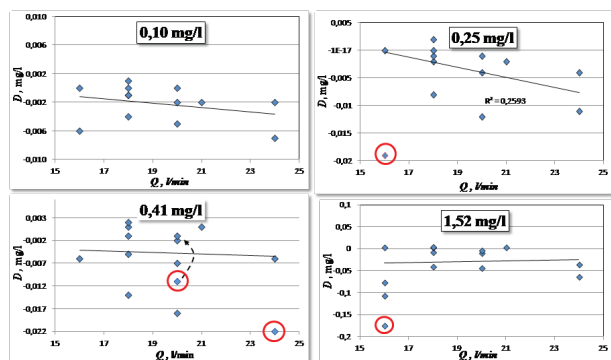 0,10 mg/l
0,010
0,006
0,002
-0,002
-0,006
-0,010
D, mg/l
15 17 19 21 23 25
Q, l/min
0,25 mg/l
0,005
-1E-17
-0,005
-0,01
-0,015
-0,02
D, mg/l
R² = 0,2593
15 17 19 21 23 25
Q, l/min
0,41 mg/l
0,003
-0,002
-0,007
-0,012
-0,017
-0,022
D, mg/l
15 17 19 21 23 25
Q, l/min
1,52 mg/l
0,1
0,05
0
-0,05
-0,1
-0,15
-0,2
D, mg/l
15 17 19 21 23 25
Q, l/min